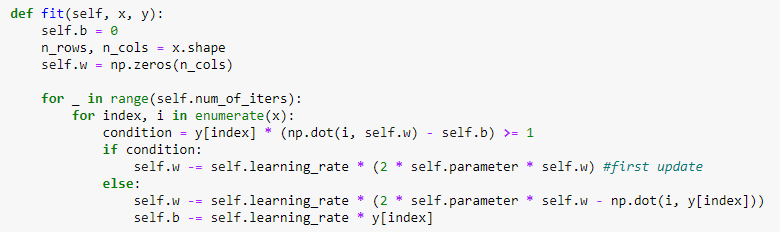 def fit(self, x, y):
    self.b = 0
    n_rows, n_cols = x.shape
    self.w = np.zeros(n_cols)

    for _ in range(self.num_of_iters):
        for index, i in enumerate(x):
            condition = y[index] * (np.dot(i, self.w) - self.b) >= 1
            if condition:
                self.w -= self.learning_rate * (2 * self.parameter * self.w) #first update
            else:
                self.w -= self.learning_rate * (2 * self.parameter * self.w - np.dot(i, y[index]))
                self.b -= self.learning_rate * y[index]